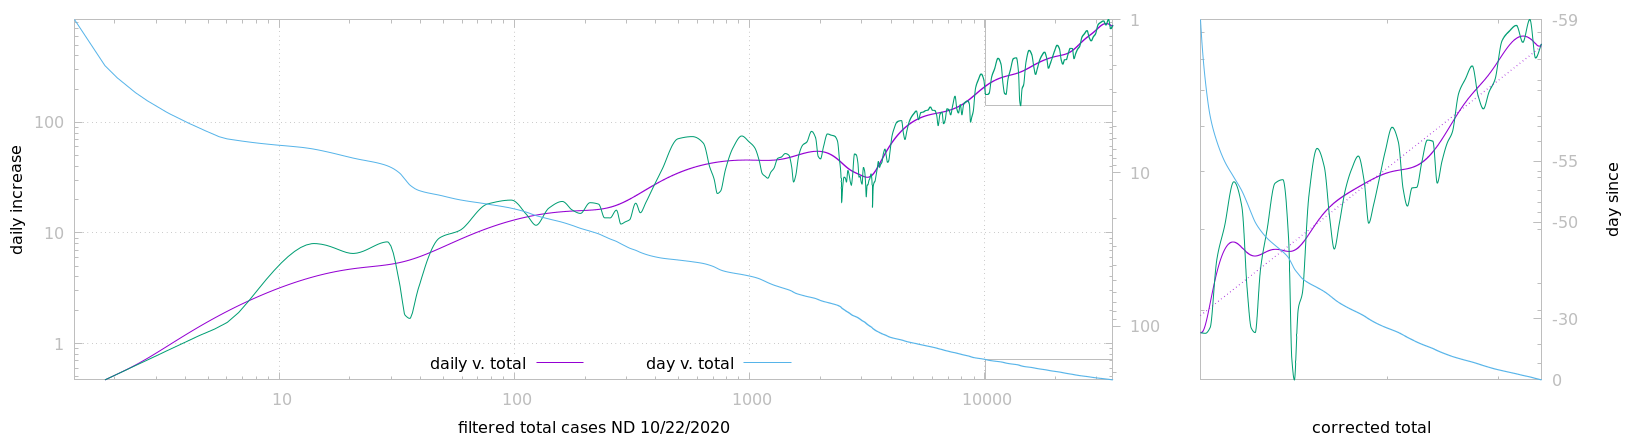 daily increase
100
10
1
daily v. total
day v. total
10
100
1000
10000
filtered total cases ND 10/22/2020
1
10
100
-59
-55
-50
-30
0
day since
corrected total